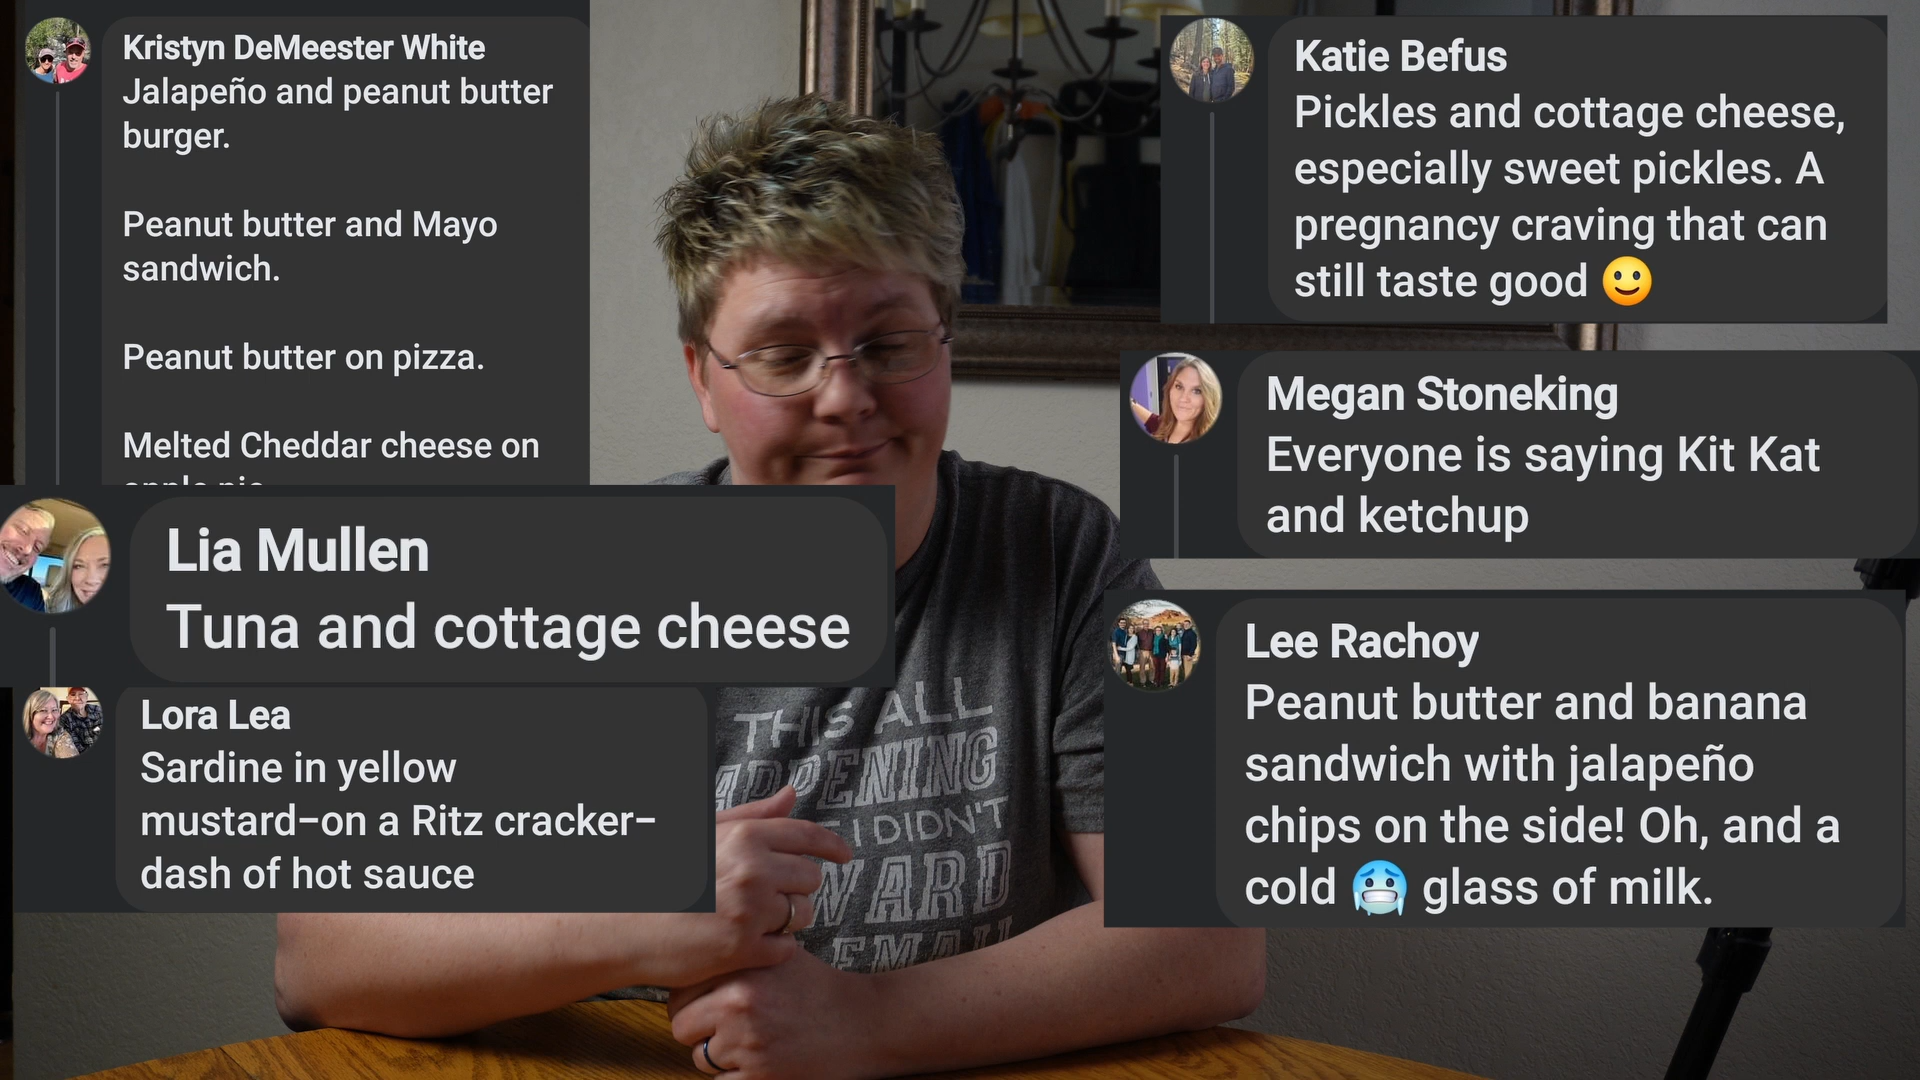 Kristyn DeMeester White
Jalapeño and peanut butter
burger.
Peanut butter and Mayo
sandwich.
Peanut butter on pizza.
Melted Cheddar cheese on
Lia Mullen
Tuna and cottage cheese
Lora Lea
Sardine in yellow
mustard–on a Ritz cracker–
dash of hot sauce
Katie Befus
Pickles and cottage cheese,
especially sweet pickles. A
pregnancy craving that can
still taste good 🙂
Megan Stoneking
Everyone is saying Kit Kat
and ketchup
Lee Rachoy
Peanut butter and banana
sandwich with jalapeño
chips on the side! Oh, and a
cold 🥶 glass of milk.
THIS ALL
APPENING
I DIDN'T
WARD
EMAIL